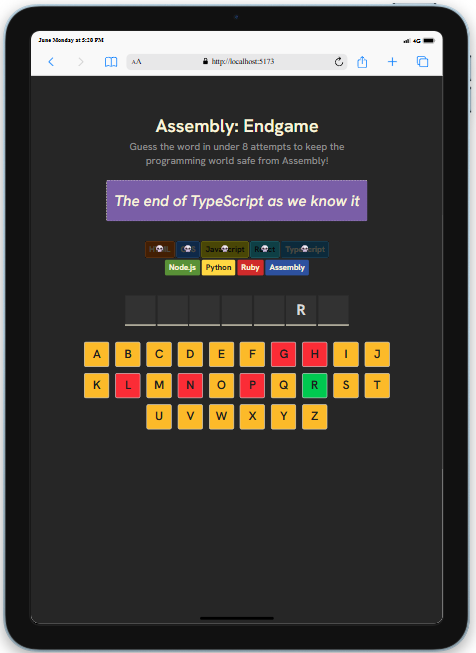 June Monday at 5:30 PM
4G
AA http://localhost:5173
Assembly: Endgame
Guess the word in under 8 attempts to keep the
programming world safe from Assembly!
The end of TypeScript as we know it
HTML CSS JavaScript React TypeScript
Node.js Python Ruby Assembly
R
A B C D E F G H I J
K L M N O P Q R S T
U V W X Y Z